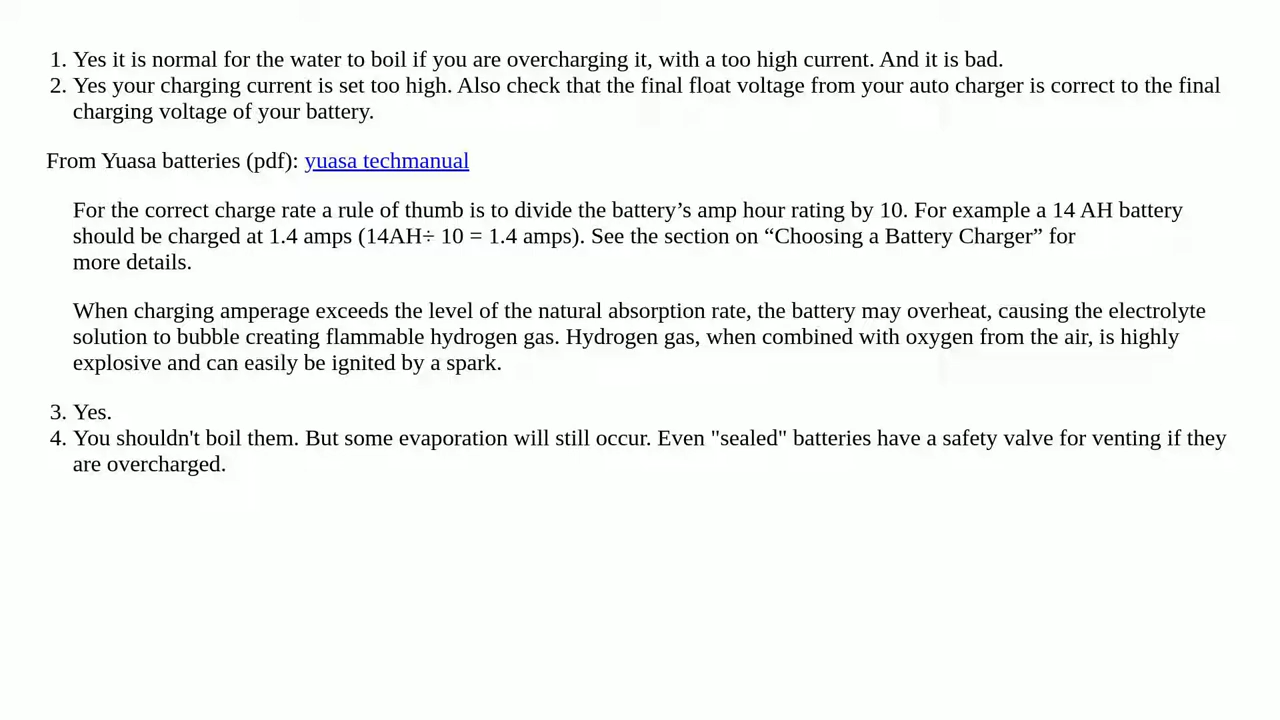 1. Yes it is normal for the water to boil if you are overcharging it, with a too high current. And it is bad.
2. Yes your charging current is set too high. Also check that the final float voltage from your auto charger is correct to the final
charging voltage of your battery.
From Yuasa batteries (pdf): yuasa techmanual
For the correct charge rate a rule of thumb is to divide the battery’s amp hour rating by 10. For example a 14 AH battery
should be charged at 1.4 amps (14AH÷ 10 = 1.4 amps). See the section on “Choosing a Battery Charger” for
more details.
When charging amperage exceeds the level of the natural absorption rate, the battery may overheat, causing the electrolyte
solution to bubble creating flammable hydrogen gas. Hydrogen gas, when combined with oxygen from the air, is highly
explosive and can easily be ignited by a spark.
3. Yes.
4. You shouldn't boil them. But some evaporation will still occur. Even "sealed" batteries have a safety valve for venting if they
are overcharged.